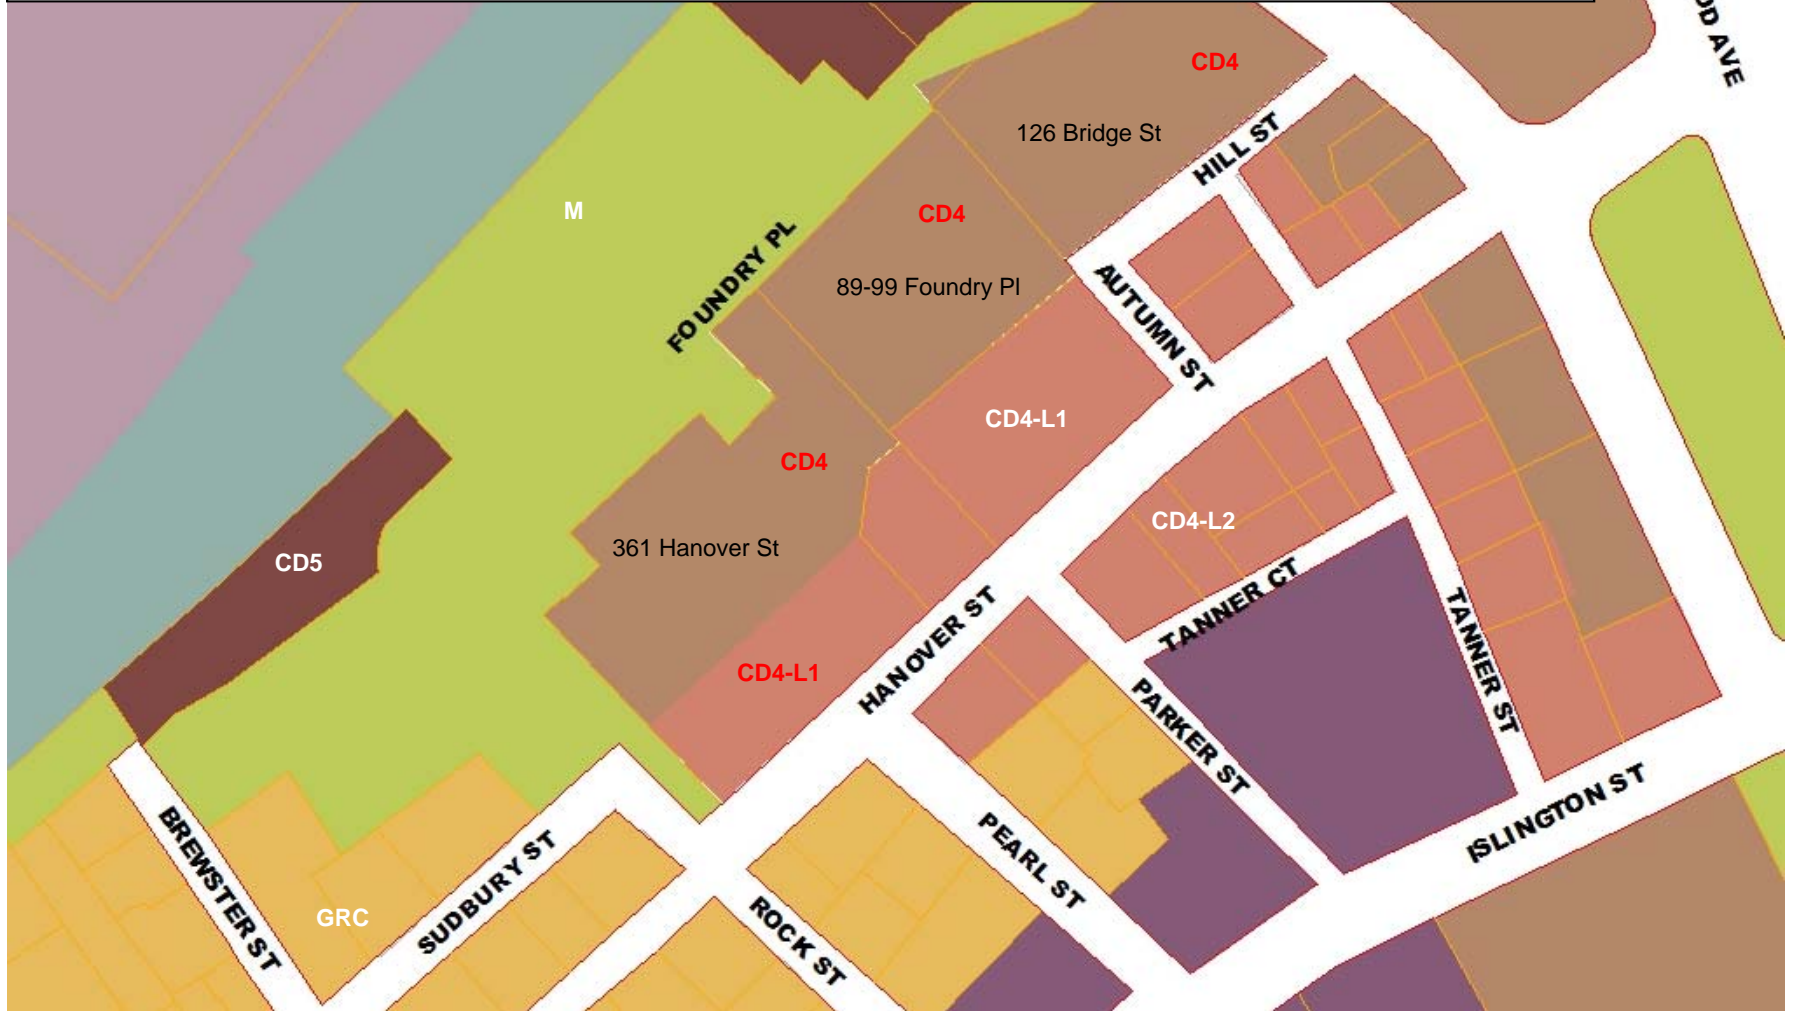 CD4
126 Bridge St
HILL ST
M
CD4
FOUNDRY PL
89-99 Foundry Pl
AUTUMN ST
CD4-L1
CD4
CD4-L2
361 Hanover St
CD5
TANNER CT
HANOVER ST
TANNER ST
CD4-L1
PARKER ST
ISLINGTON ST
BREWSTER ST
SUDBURY ST
PEARL ST
GRC
ROCK ST
AVE